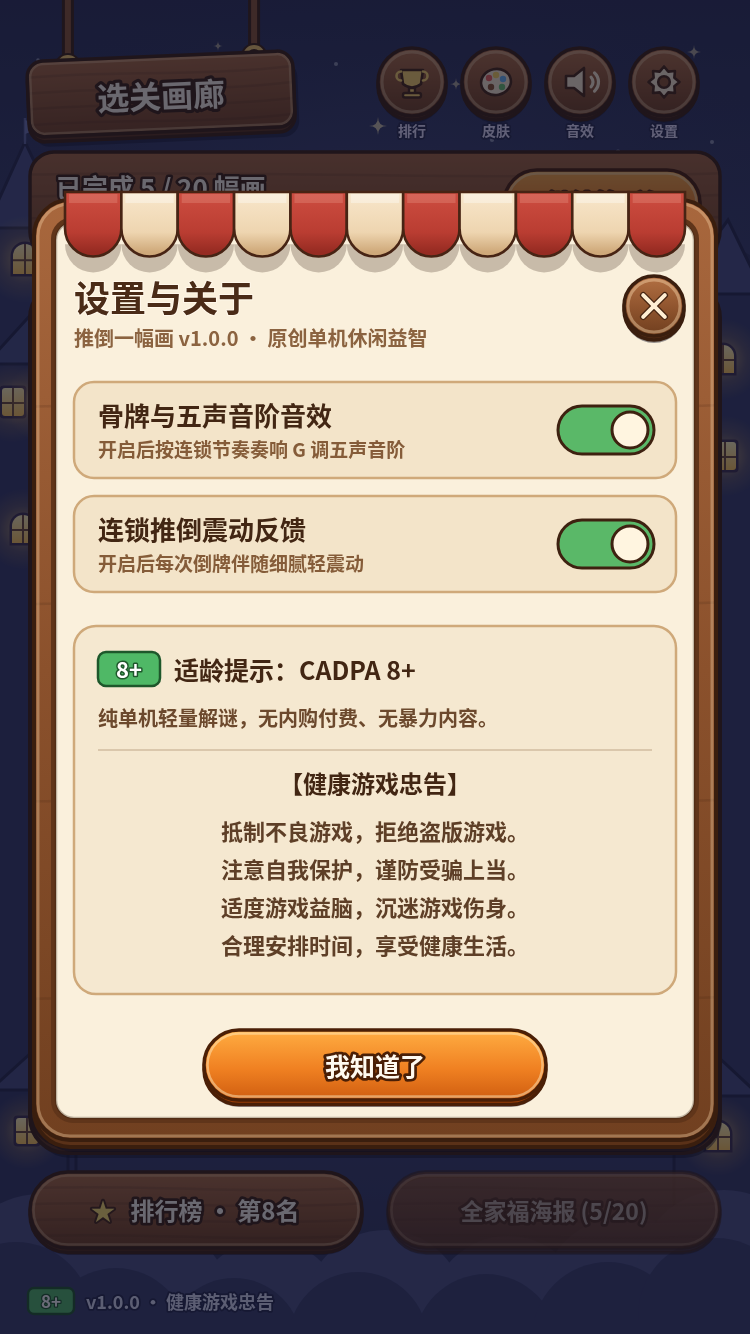 选关画廊
排行
皮肤
音效
设置
已完成 5 / 20 幅画
设置与关于
推倒一幅画 v1.0.0 · 原创单机休闲益智
骨牌与五声音阶音效
开启后按连锁节奏奏响 G 调五声音阶
连锁推倒震动反馈
开启后每次倒牌伴随细腻轻震动
8+ 适龄提示：CADPA 8+
纯单机轻量解谜，无内购付费、无暴力内容。
【健康游戏忠告】
抵制不良游戏，拒绝盗版游戏。
注意自我保护，谨防受骗上当。
适度游戏益脑，沉迷游戏伤身。
合理安排时间，享受健康生活。
我知道了
排行榜 · 第8名
全家福海报 (5/20)
8+ v1.0.0 · 健康游戏忠告